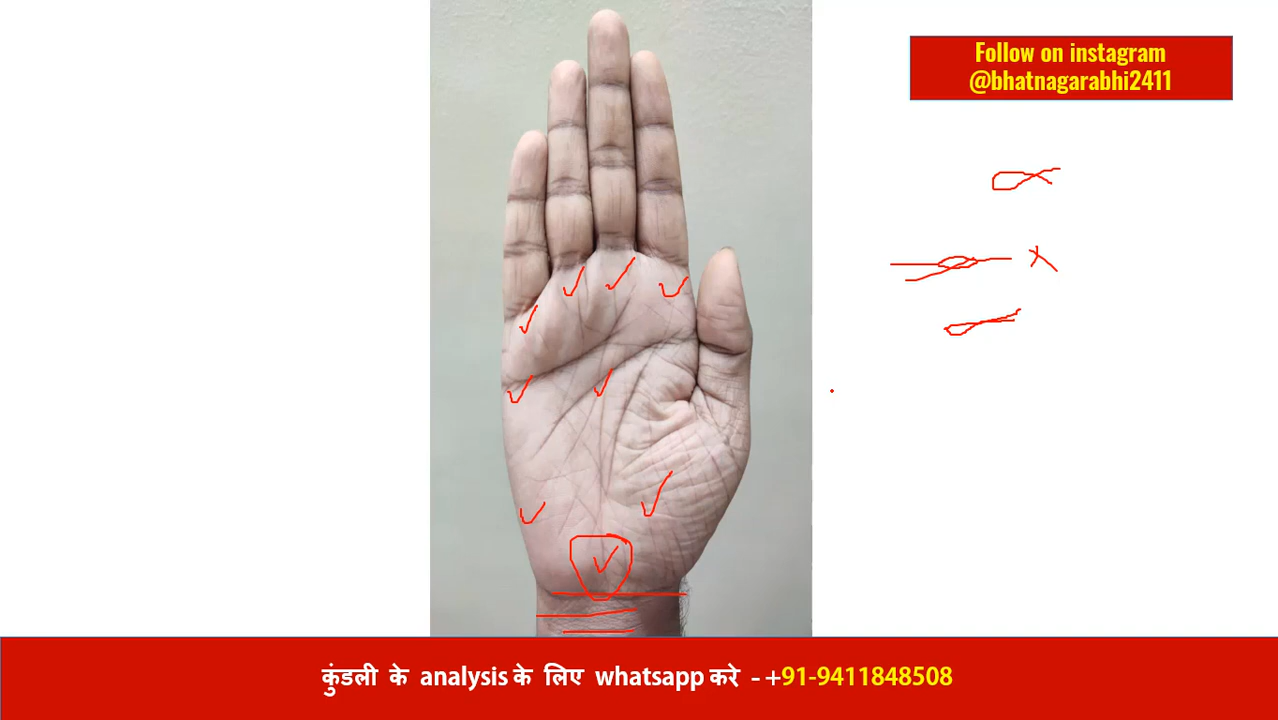 Follow on instagram
@bhatnagarabhi2411
कुंडली के analysis के लिए whatsapp करे - +91-9411848508